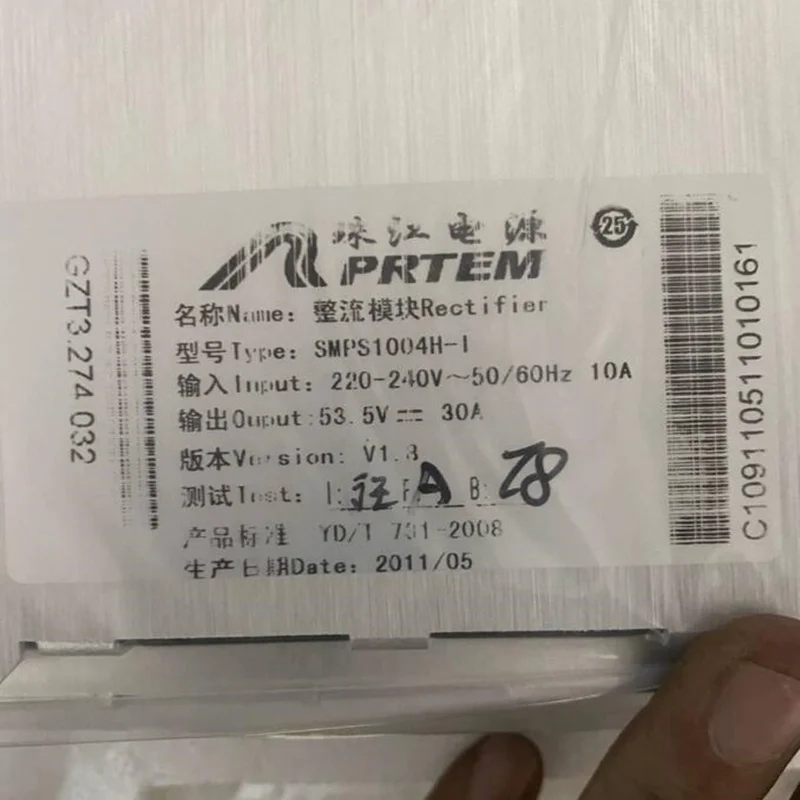 珠江电源
PRTEM
25
名称Name: 整流模块Rectifier
型号Type: SMPS1004H-I
输入Input: 220-240V～50/60Hz 10A
输出Ouput:53.5V⎓ 30A
版本Version: V1.3
测试Test: I: F A B: Z8
产品标准 YD/T 731-2008
生产日期Date: 2011/05
GZT3.274 032
C10911051101010161